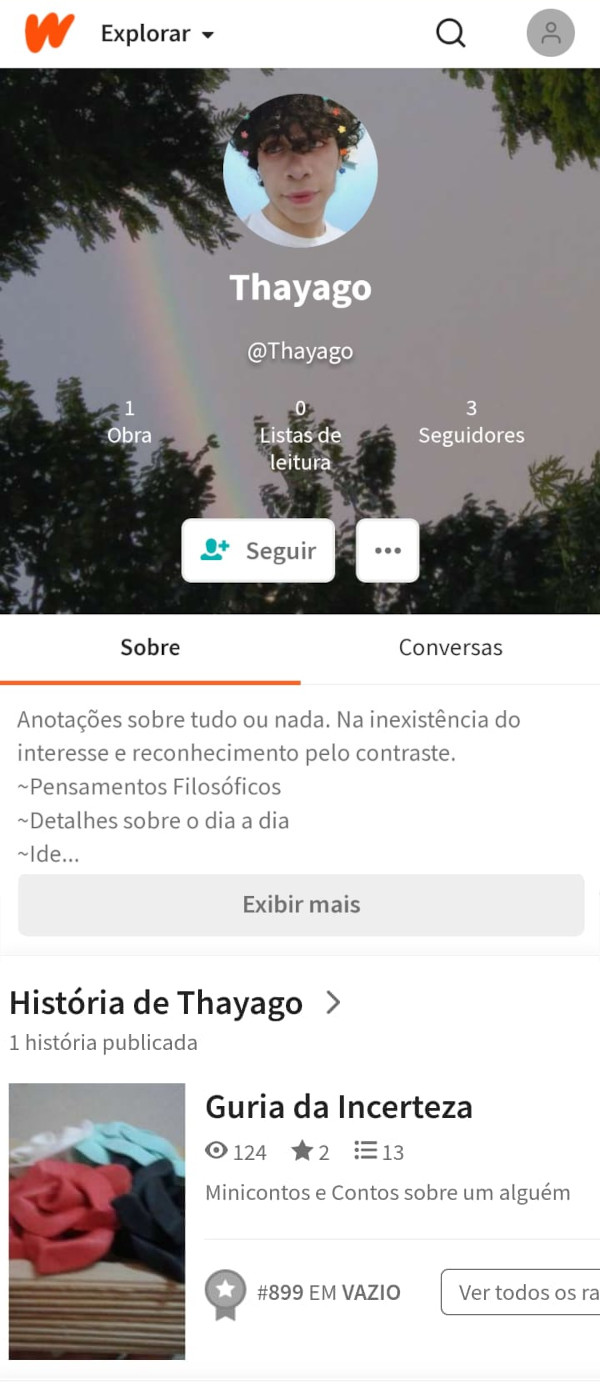 Explorar
Thayago
@Thayago
1
Obra
0
Listas de
leitura
3
Seguidores
Seguir
Sobre
Conversas
Anotações sobre tudo ou nada. Na inexistência do
interesse e reconhecimento pelo contraste.
~Pensamentos Filosóficos
~Detalhes sobre o dia a dia
~Ide...
Exibir mais
História de Thayago
1 história publicada
Guria da Incerteza
124 2 13
Minicontos e Contos sobre um alguém
#899 EM VAZIO
Ver todos os ra